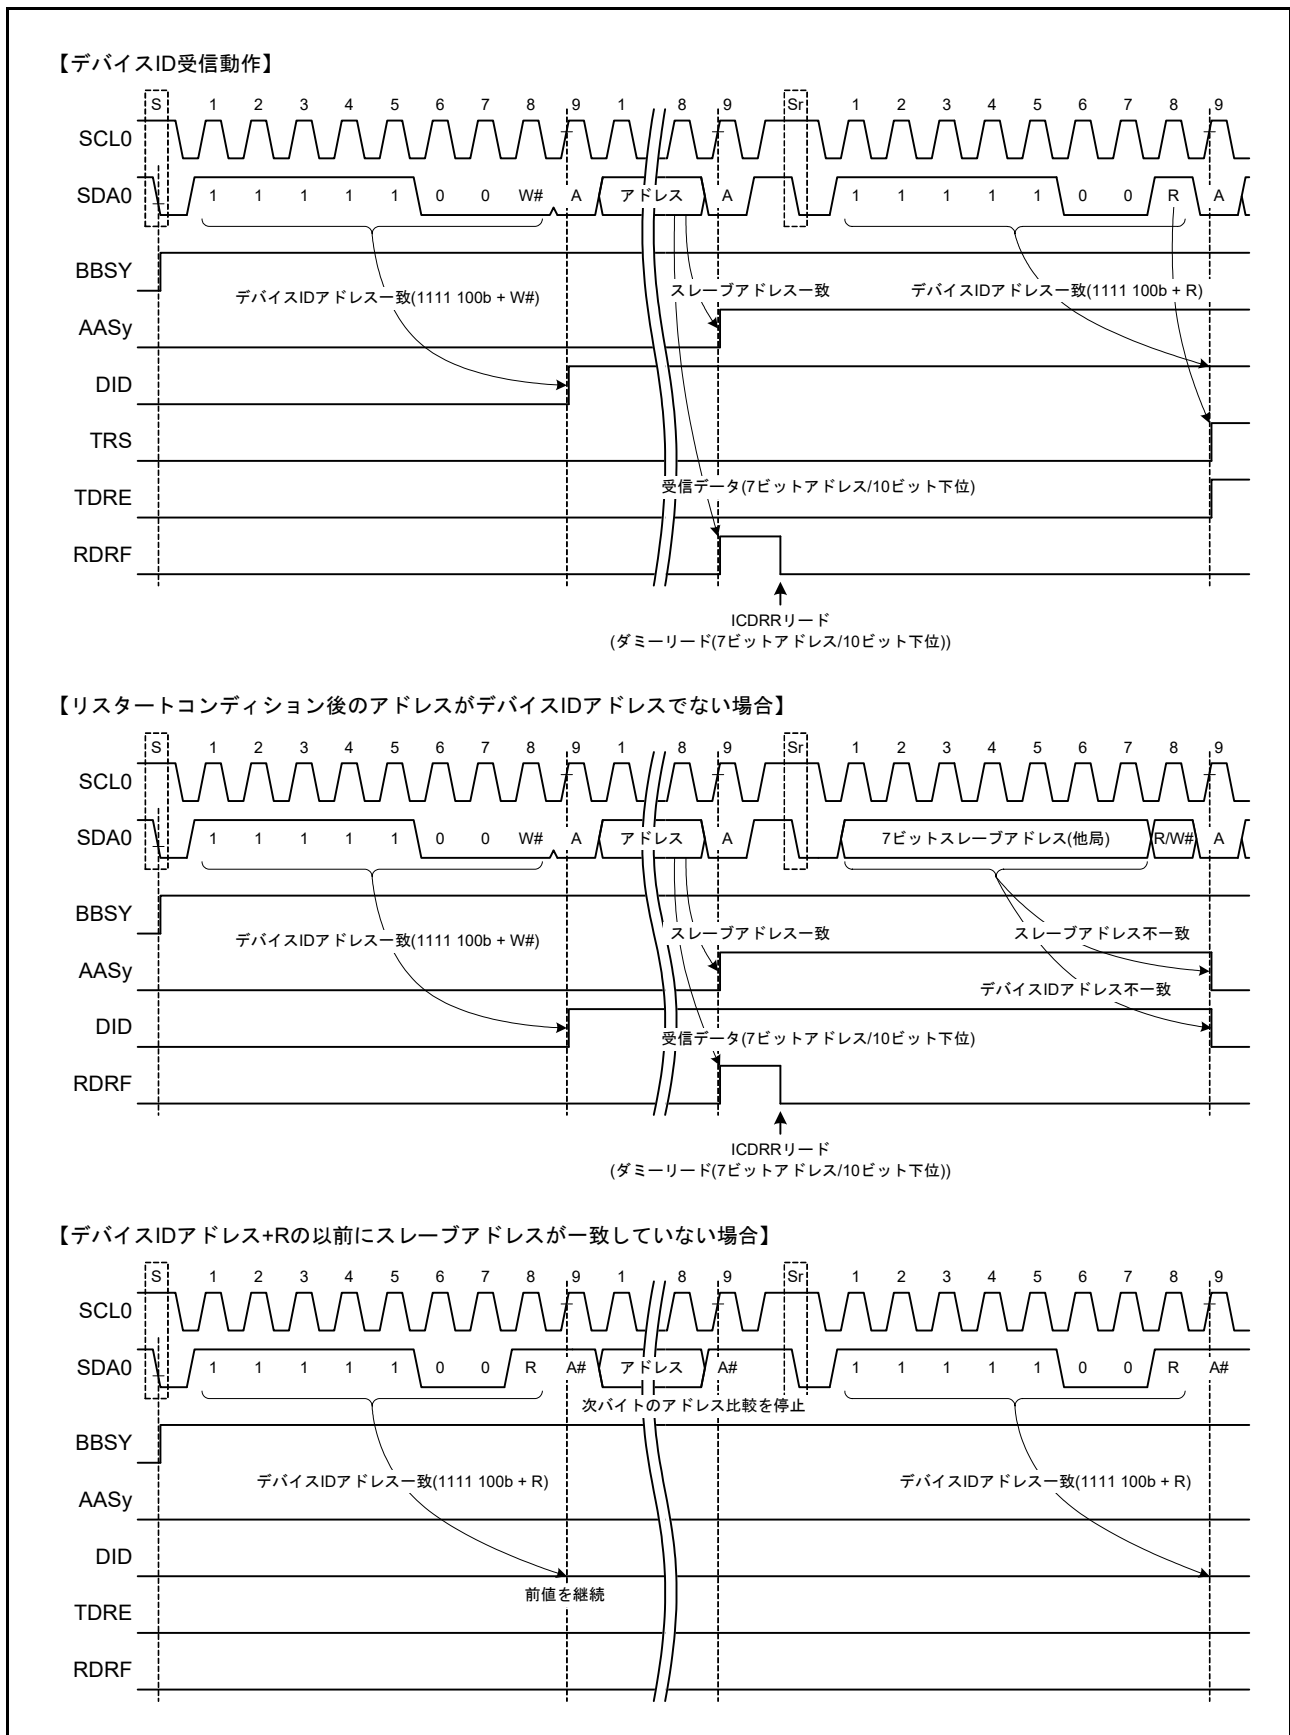 【デバイスID受信動作】
S 1 2 3 4 5 6 7 8 9 1 8 9 Sr 1 2 3 4 5 6 7 8 9
SCL0
SDA0 1 1 1 1 1 0 0 W# A アドレス A 1 1 1 1 1 0 0 R A
BBSY
デバイスIDアドレス一致(1111 100b + W#) スレーブアドレス一致 デバイスIDアドレス一致(1111 100b + R)
AASy
DID
TRS
受信データ(7ビットアドレス/10ビット下位)
TDRE
RDRF
ICDRRリード
(ダミーリード(7ビットアドレス/10ビット下位))
【リスタートコンディション後のアドレスがデバイスIDアドレスでない場合】
S 1 2 3 4 5 6 7 8 9 1 8 9 Sr 1 2 3 4 5 6 7 8 9
SCL0
SDA0 1 1 1 1 1 0 0 W# A アドレス A 7ビットスレーブアドレス(他局) R/W# A
BBSY
デバイスIDアドレス一致(1111 100b + W#) スレーブアドレス一致 スレーブアドレス不一致
AASy
デバイスIDアドレス不一致
DID
受信データ(7ビットアドレス/10ビット下位)
RDRF
ICDRRリード
(ダミーリード(7ビットアドレス/10ビット下位))
【デバイスIDアドレス+Rの以前にスレーブアドレスが一致していない場合】
S 1 2 3 4 5 6 7 8 9 1 8 9 Sr 1 2 3 4 5 6 7 8 9
SCL0
SDA0 1 1 1 1 1 0 0 R A# アドレス A# 1 1 1 1 1 0 0 R A#
次バイトのアドレス比較を停止
BBSY
デバイスIDアドレス一致(1111 100b + R) デバイスIDアドレス一致(1111 100b + R)
AASy
DID
前値を継続
TDRE
RDRF